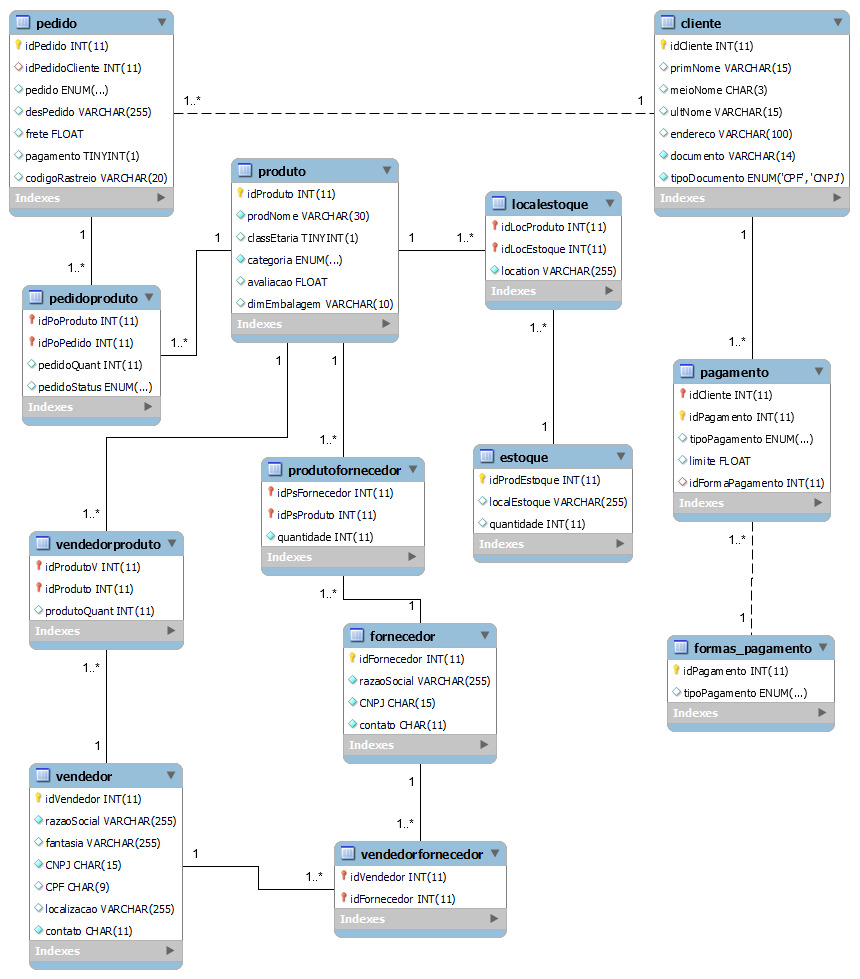 pedido
idPedido INT(11)
idPedidoCliente INT(11)
pedido ENUM(...)
desPedido VARCHAR(255)
frete FLOAT
pagamento TINYINT(1)
codigoRastreio VARCHAR(20)
Indexes
1..*
1
cliente
idCliente INT(11)
primNome VARCHAR(15)
meioNome CHAR(3)
ultNome VARCHAR(15)
endereco VARCHAR(100)
documento VARCHAR(14)
tipoDocumento ENUM('CPF','CNPJ')
Indexes
produto
idProduto INT(11)
prodNome VARCHAR(30)
classEtaria TINYINT(1)
categoria ENUM(...)
avaliacao FLOAT
dimEmbalagem VARCHAR(10)
Indexes
localestoque
idLocProduto INT(11)
idLocEstoque INT(11)
location VARCHAR(255)
Indexes
1
1..*
1
1..*
1
1..*
pedidoproduto
idPoProduto INT(11)
idPoPedido INT(11)
pedidoQuant INT(11)
pedidoStatus ENUM(...)
Indexes
1
1..*
1..*
1
1
1..*
1
1..*
pagamento
idCliente INT(11)
idPagamento INT(11)
tipoPagamento ENUM(...)
limite FLOAT
idFormaPagamento INT(11)
Indexes
produtofornecedor
idPsFornecedor INT(11)
idPsProduto INT(11)
quantidade INT(11)
Indexes
estoque
idProdEstoque INT(11)
localEstoque VARCHAR(255)
quantidade INT(11)
Indexes
vendedorproduto
idProdutoV INT(11)
idProduto INT(11)
produtoQuant INT(11)
Indexes
1..*
1
1..*
1
formas_pagamento
idPagamento INT(11)
tipoPagamento ENUM(...)
Indexes
fornecedor
idFornecedor INT(11)
razaoSocial VARCHAR(255)
CNPJ CHAR(15)
contato CHAR(11)
Indexes
1..*
1
vendedor
idVendedor INT(11)
razaoSocial VARCHAR(255)
fantasia VARCHAR(255)
CNPJ CHAR(15)
CPF CHAR(9)
localizacao VARCHAR(255)
contato CHAR(11)
Indexes
1
1..*
1
1..*
vendedorfornecedor
idVendedor INT(11)
idFornecedor INT(11)
Indexes